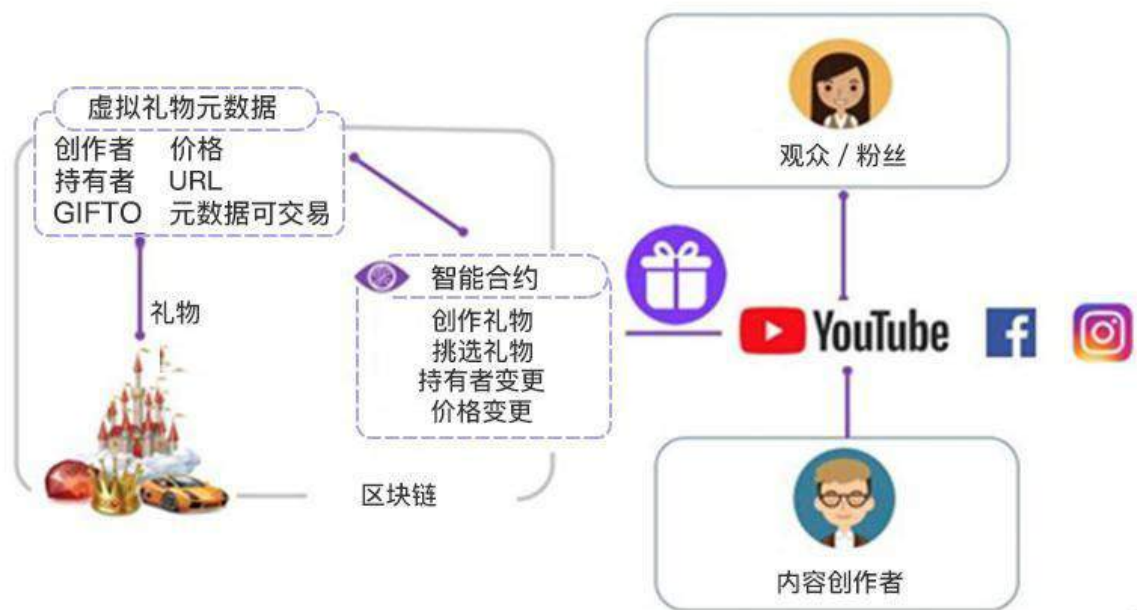 虚拟礼物元数据
创作者 价格
持有者 URL
GIFTO 元数据可交易
礼物
智能合约
创作礼物
挑选礼物
持有者变更
价格变更
区块链
观众 / 粉丝
YouTube
f
内容创作者